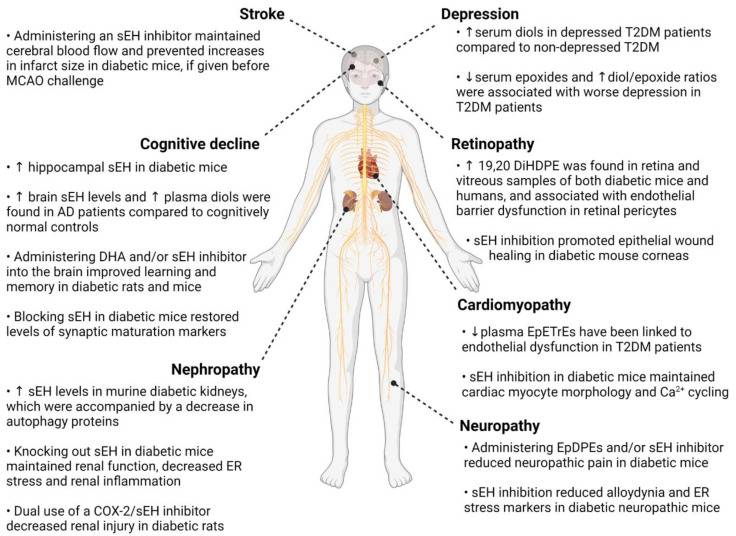 Stroke
• Administering an sEH inhibitor maintained
cerebral blood flow and prevented increases
in infarct size in diabetic mice, if given before
MCAO challenge
Cognitive decline
• ↑ hippocampal sEH in diabetic mice
• ↑ brain sEH levels and ↑ plasma diols were
found in AD patients compared to cognitively
normal controls
• Administering DHA and/or sEH inhibitor
into the brain improved learning and
memory in diabetic rats and mice
• Blocking sEH in diabetic mice restored
levels of synaptic maturation markers
Nephropathy
• ↑ sEH levels in murine diabetic kidneys,
which were accompanied by a decrease in
autophagy proteins
• Knocking out sEH in diabetic mice
maintained renal function, decreased ER
stress and renal inflammation
• Dual use of a COX-2/sEH inhibitor
decreased renal injury in diabetic rats
Depression
• ↑serum diols in depressed T2DM patients
compared to non-depressed T2DM
• ↓serum epoxides and ↑diol/epoxide ratios
were associated with worse depression in
T2DM patients
Retinopathy
• ↑ 19,20 DiHDPE was found in retina and
vitreous samples of both diabetic mice and
humans, and associated with endothelial
barrier dysfunction in retinal pericytes
• sEH inhibition promoted epithelial wound
healing in diabetic mouse corneas
Cardiomyopathy
• ↓plasma EpETrEs have been linked to
endothelial dysfunction in T2DM patients
• sEH inhibition in diabetic mice maintained
cardiac myocyte morphology and Ca²⁺ cycling
Neuropathy
• Administering EpDPEs and/or sEH inhibitor
reduced neuropathic pain in diabetic mice
• sEH inhibition reduced alloydynia and ER
stress markers in diabetic neuropathic mice